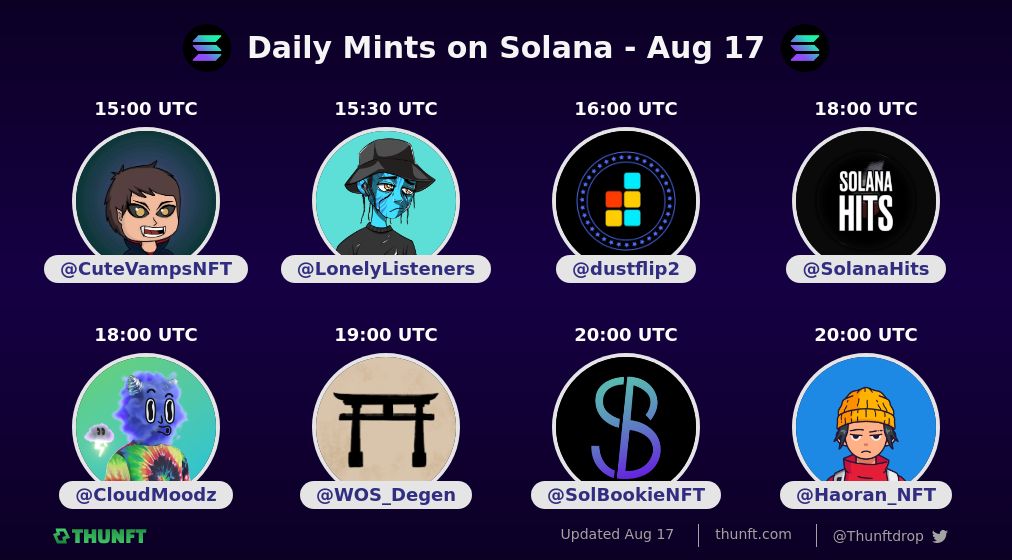 Daily Mints on Solana - Aug 17
15:00 UTC
15:30 UTC
16:00 UTC
18:00 UTC
SOLANA
HITS
@CuteVampsNFT
@LonelyListeners
@dustflip2
@SolanaHits
18:00 UTC
19:00 UTC
20:00 UTC
20:00 UTC
@CloudMoodz
@WOS_Degen
@SolBookieNFT
@Haoran_NFT
THUNFT
Updated Aug 17
thunft.com
@Thunftdrop